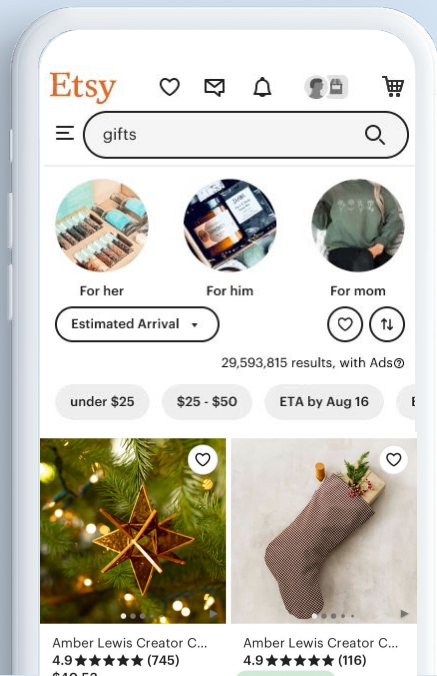 Etsy
gifts
For her
For him
For mom
Estimated Arrival
29,593,815 results, with Ads
under $25
$25 - $50
ETA by Aug 16
Amber Lewis Creator C...
Amber Lewis Creator C...
4.9 (745)
4.9 (116)